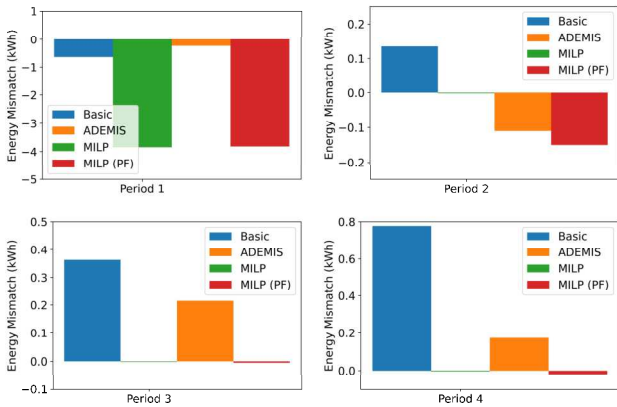 Energy Mismatch (kWh)
1
0
−1
−2
−3
−4
−5
Basic
ADEMIS
MILP
MILP (PF)
Period 1
Energy Mismatch (kWh)
0.2
0.1
0.0
−0.1
−0.2
Basic
ADEMIS
MILP
MILP (PF)
Period 2
Energy Mismatch (kWh)
0.5
0.4
0.3
0.2
0.1
0.0
−0.1
Basic
ADEMIS
MILP
MILP (PF)
Period 3
Energy Mismatch (kWh)
0.8
0.6
0.4
0.2
0.0
Basic
ADEMIS
MILP
MILP (PF)
Period 4